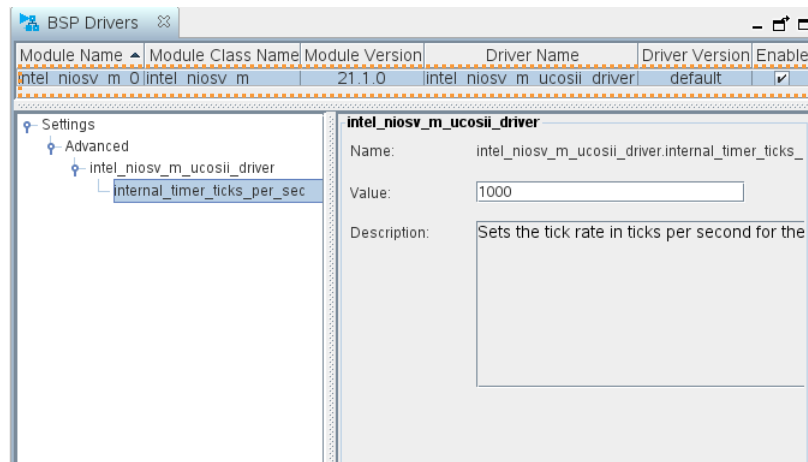 BSP Drivers
Module Name Module Class Name Module Version Driver Name Driver Version Enable
intel_niosv_m_0 intel_niosv_m 21.1.0 intel_niosv_m_ucosii_driver default
Settings
Advanced
intel_niosv_m_ucosii_driver
internal_timer_ticks_per_sec
intel_niosv_m_ucosii_driver
Name: intel_niosv_m_ucosii_driver.internal_timer_ticks_
Value: 1000
Description: Sets the tick rate in ticks per second for the